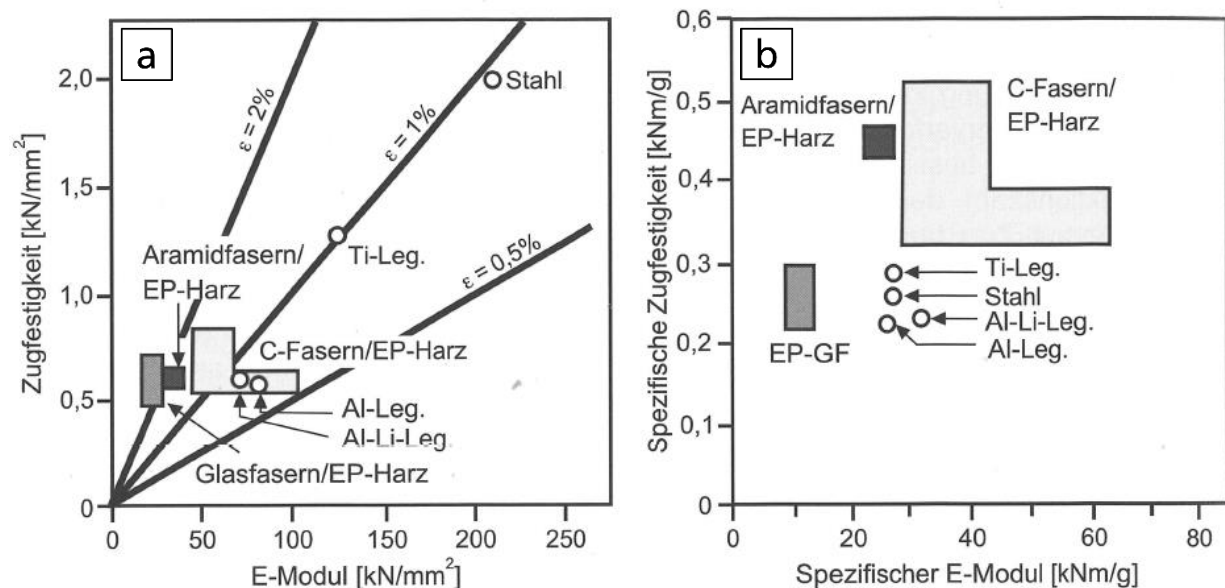 a
Zugfestigkeit [kN/mm²]
2,0
1,5
1,0
0,5
0
ε = 2%
ε = 1%
ε = 0,5%
Stahl
Ti-Leg.
Aramidfasern/
EP-Harz
C-Fasern/EP-Harz
Al-Leg.
Al-Li-Leg.
Glasfasern/EP-Harz
0 50 100 150 200 250
E-Modul [kN/mm²]
b
Spezifische Zugfestigkeit [kNm/g]
0,6
0,5
0,4
0,3
0,2
0,1
0
Aramidfasern/
EP-Harz
C-Fasern/
EP-Harz
Ti-Leg.
Stahl
Al-Li-Leg.
Al-Leg.
EP-GF
0 20 40 60 80
Spezifischer E-Modul [kNm/g]